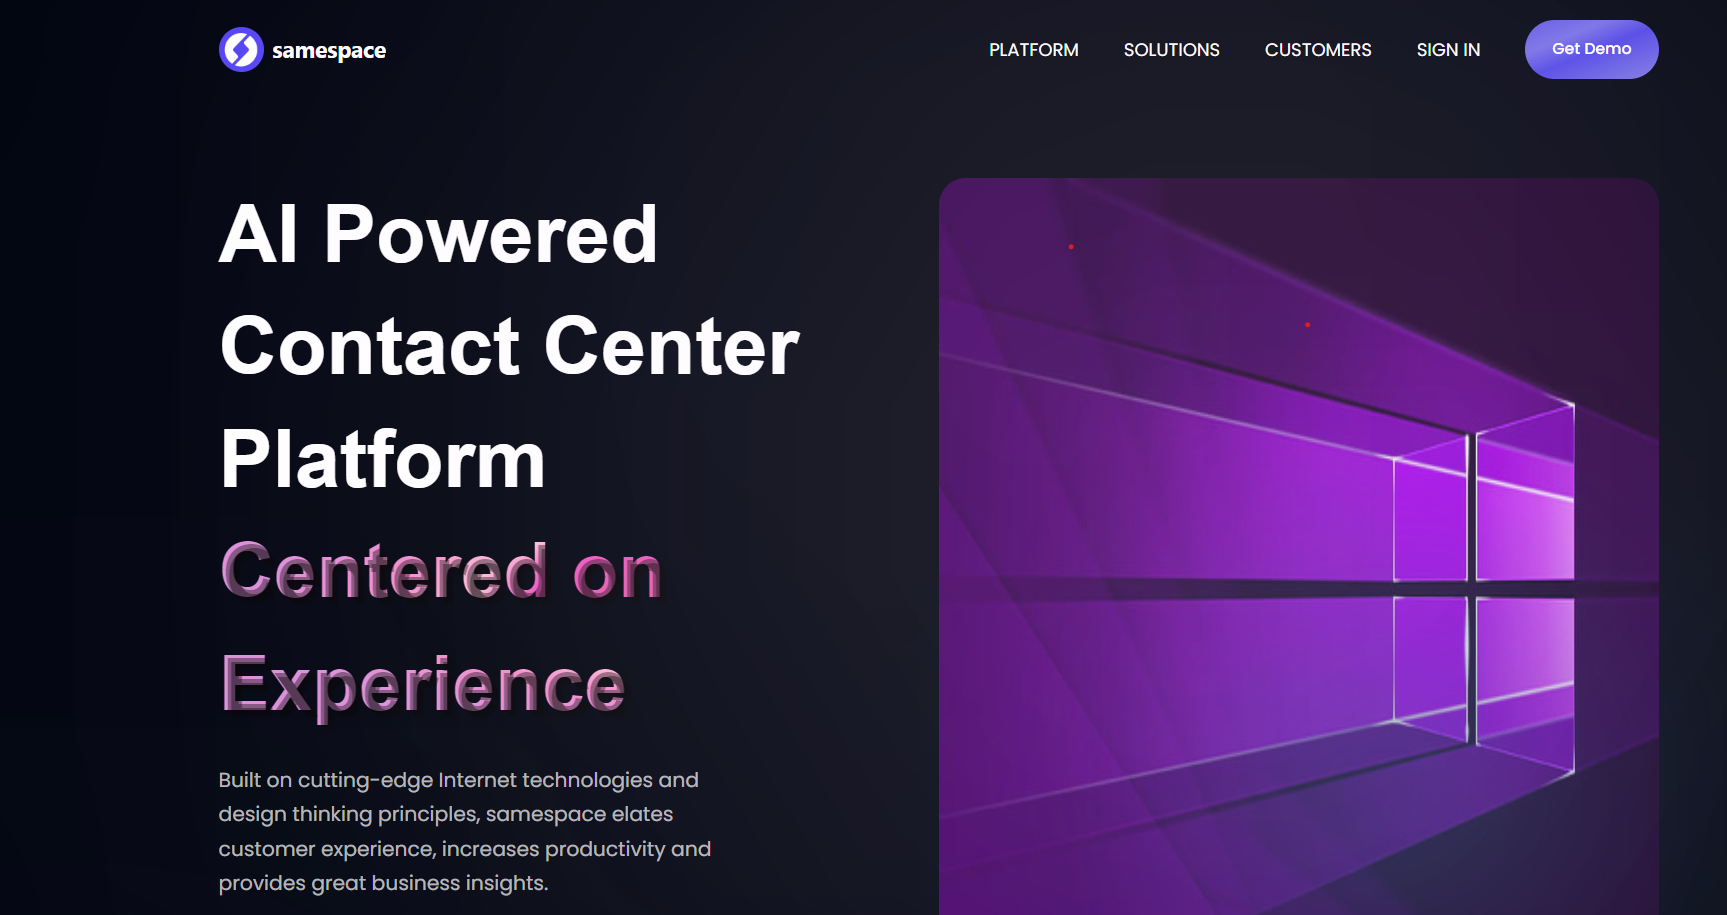 samespace
PLATFORM
SOLUTIONS
CUSTOMERS
SIGN IN
Get Demo
AI Powered
Contact Center
Platform
Centered on
Experience
Built on cutting-edge Internet technologies and
design thinking principles, samespace elates
customer experience, increases productivity and
provides great business insights.